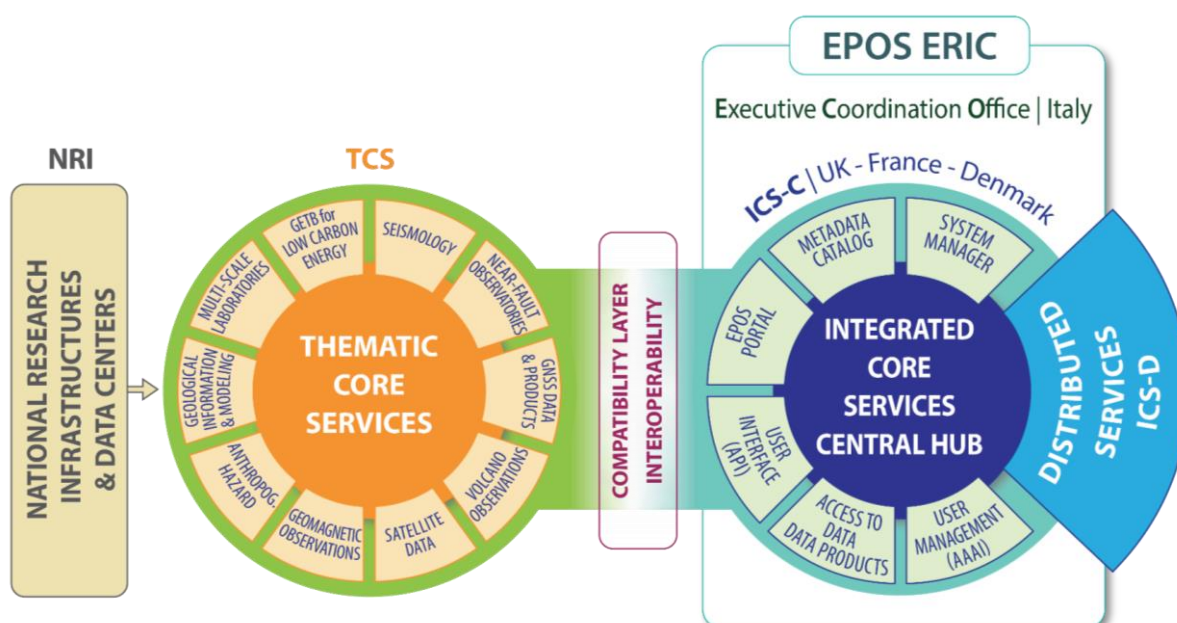 EPOS ERIC
Executive Coordination Office | Italy
NRI
NATIONAL RESEARCH
INFRASTRUCTURES
& DATA CENTERS
TCS
THEMATIC
CORE
SERVICES
SEISMOLOGY
NEAR-FAULT
OBSERVATORIES
GNSS DATA
& PRODUCTS
VOLCANO
OBSERVATIONS
SATELLITE
DATA
GEOMAGNETIC
OBSERVATIONS
ANTHROPOG.
HAZARD
GEOLOGICAL
INFORMATION
& MODELING
MULTI-SCALE
LABORATORIES
GETB for
LOW CARBON
ENERGY
COMPATIBILITY LAYER
INTEROPERABILITY
ICS-C | UK - France - Denmark
INTEGRATED
CORE
SERVICES
CENTRAL HUB
METADATA
CATALOG
SYSTEM
MANAGER
EPOS
PORTAL
USER
INTERFACE
(API)
ACCESS TO
DATA
DATA PRODUCTS
USER
MANAGEMENT
(AAAI)
DISTRIBUTED
SERVICES
ICS-D